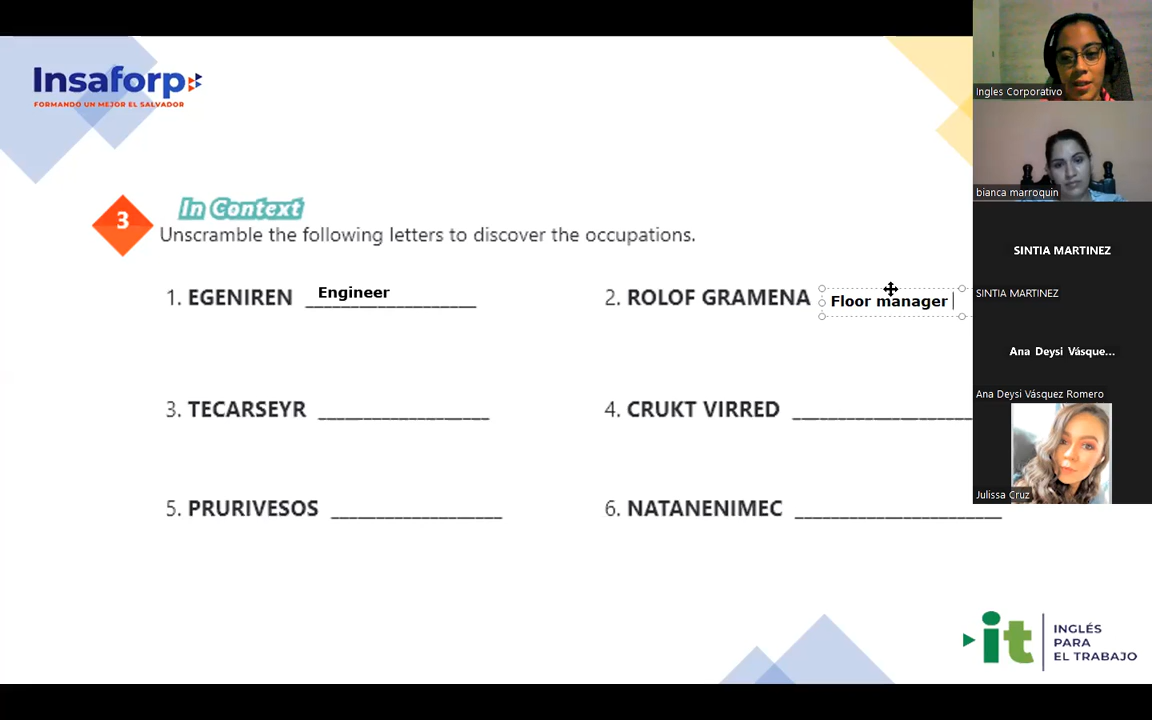 Insaforp
FORMANDO UN MEJOR EL SALVADOR
3
In Context
Unscramble the following letters to discover the occupations.
1. EGENIREN Engineer
2. ROLOF GRAMENA Floor manager
3. TECARSEYR
4. CRUKT VIRRED
5. PRURIVESOS
6. NATANENIMEC
Ingles Corporativo
bianca marroquin
SINTIA MARTINEZ
SINTIA MARTINEZ
Ana Deysi Vásque...
Ana Deysi Vásquez Romero
Julissa Cruz
it
INGLÉS
PARA
EL TRABAJO